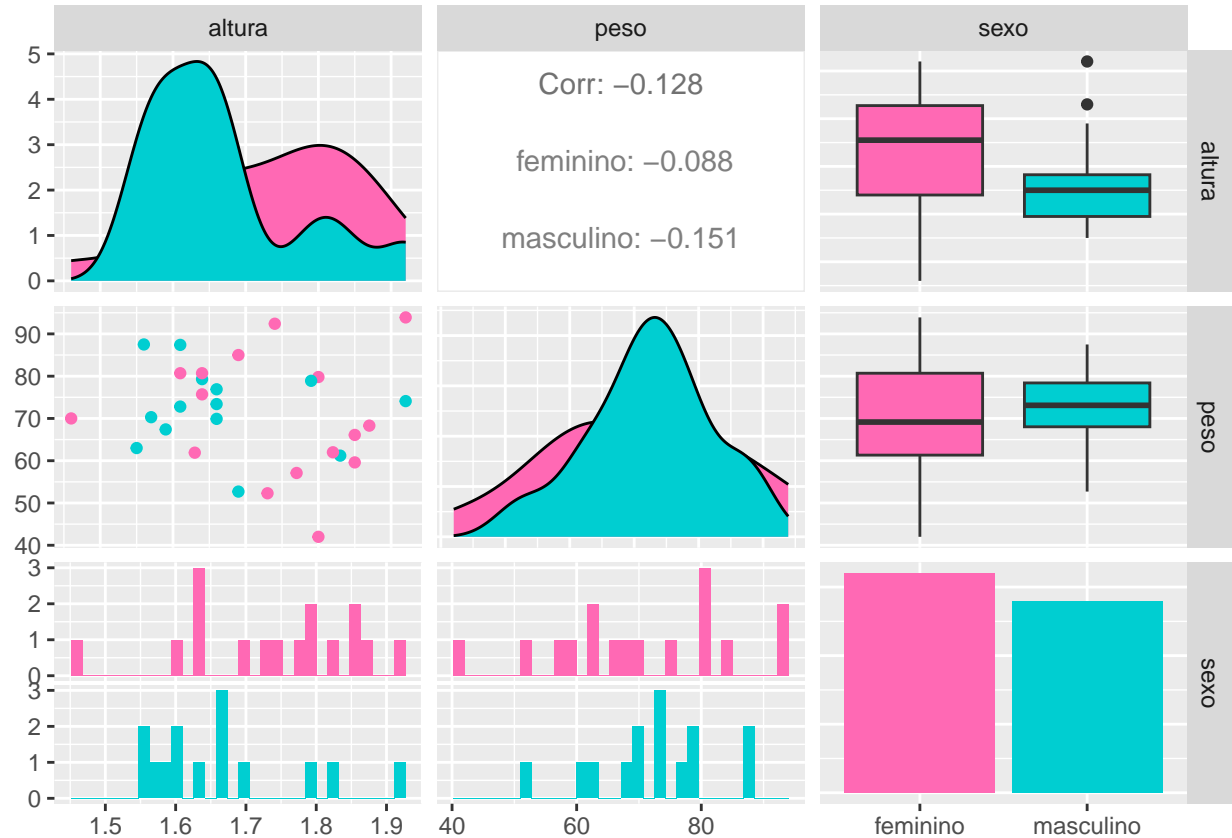 altura peso sexo
5
4
3
2
1
0
Corr: −0.128
feminino: −0.088
masculino: −0.151
altura
90
80
70
60
50
40
peso
3
2
1
0
3
2
1
0
sexo
1.5 1.6 1.7 1.8 1.9 40 60 80 feminino masculino